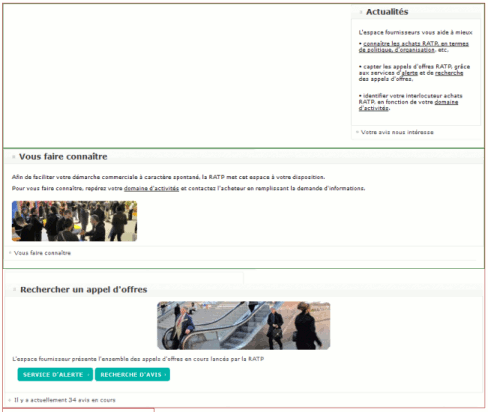 Actualités
L'espace fournisseurs vous aide à mieux
• connaître les achats RATP, en termes
de politique, d'organisation, etc.
• capter les appels d'offres RATP, grâce
aux services d'alerte et de recherche
des appels d'offres.
• identifier votre interlocuteur achats
RATP, en fonction de votre domaine
d'activités.
Votre avis nous intéresse
Vous faire connaître
Afin de faciliter votre démarche commerciale à caractère spontané, la RATP met cet espace à votre disposition.
Pour vous faire connaître, repérez votre domaine d'activités et contactez l'acheteur en remplissant la demande d'informations.
Vous faire connaître
Rechercher un appel d'offres
L'espace fournisseur présente l'ensemble des appels d'offres en cours lancés par la RATP
SERVICE D'ALERTE ›
RECHERCHE D'AVIS ›
Il y a actuellement 34 avis en cours